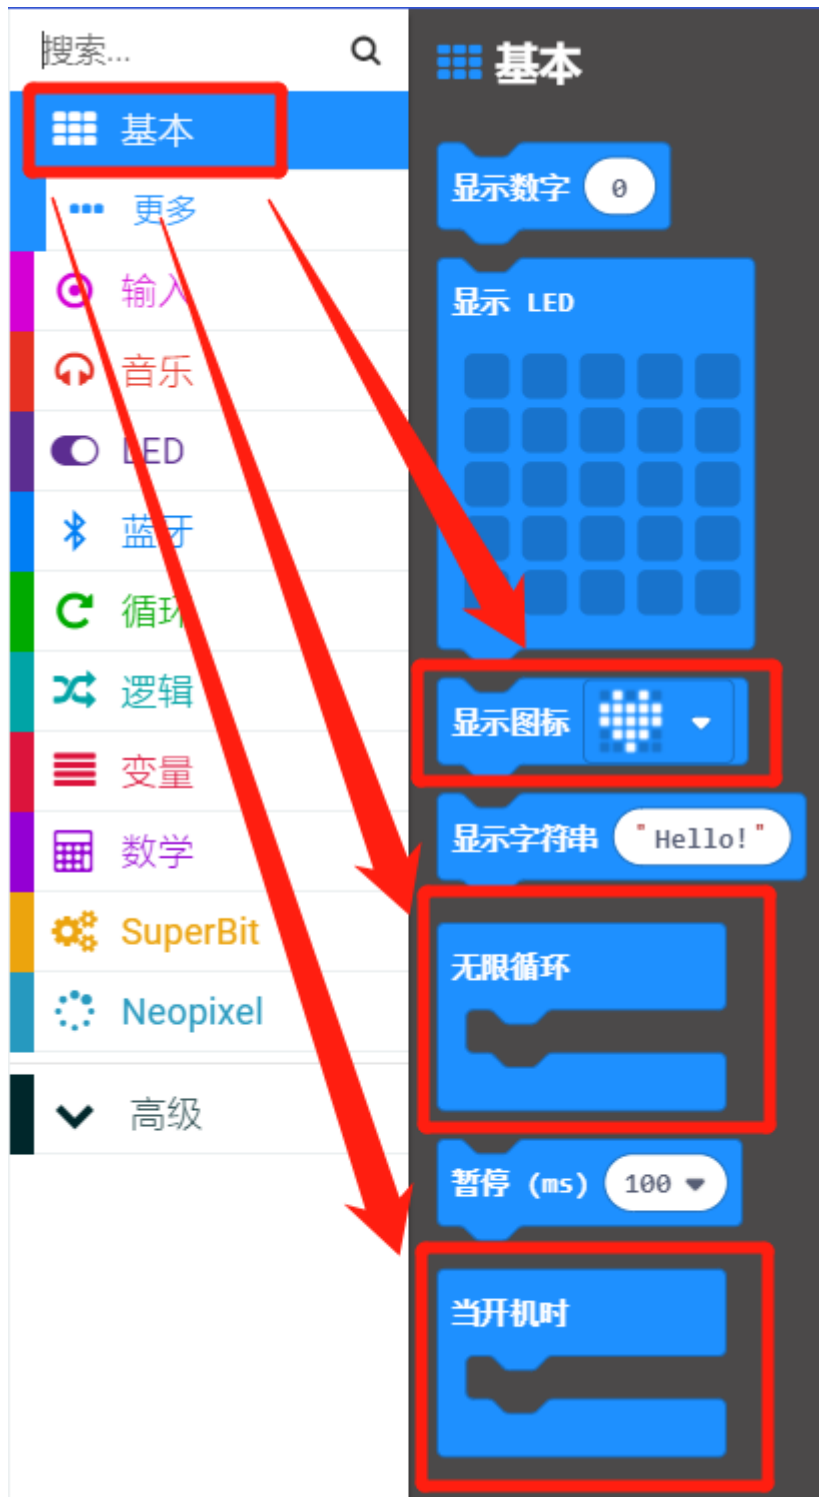 搜索...
基本
更多
输入
音乐
LED
蓝牙
循环
逻辑
变量
数学
SuperBit
Neopixel
高级
基本
显示数字 0
显示 LED
显示图标
显示字符串 "Hello!"
无限循环
暂停 (ms) 100
当开机时